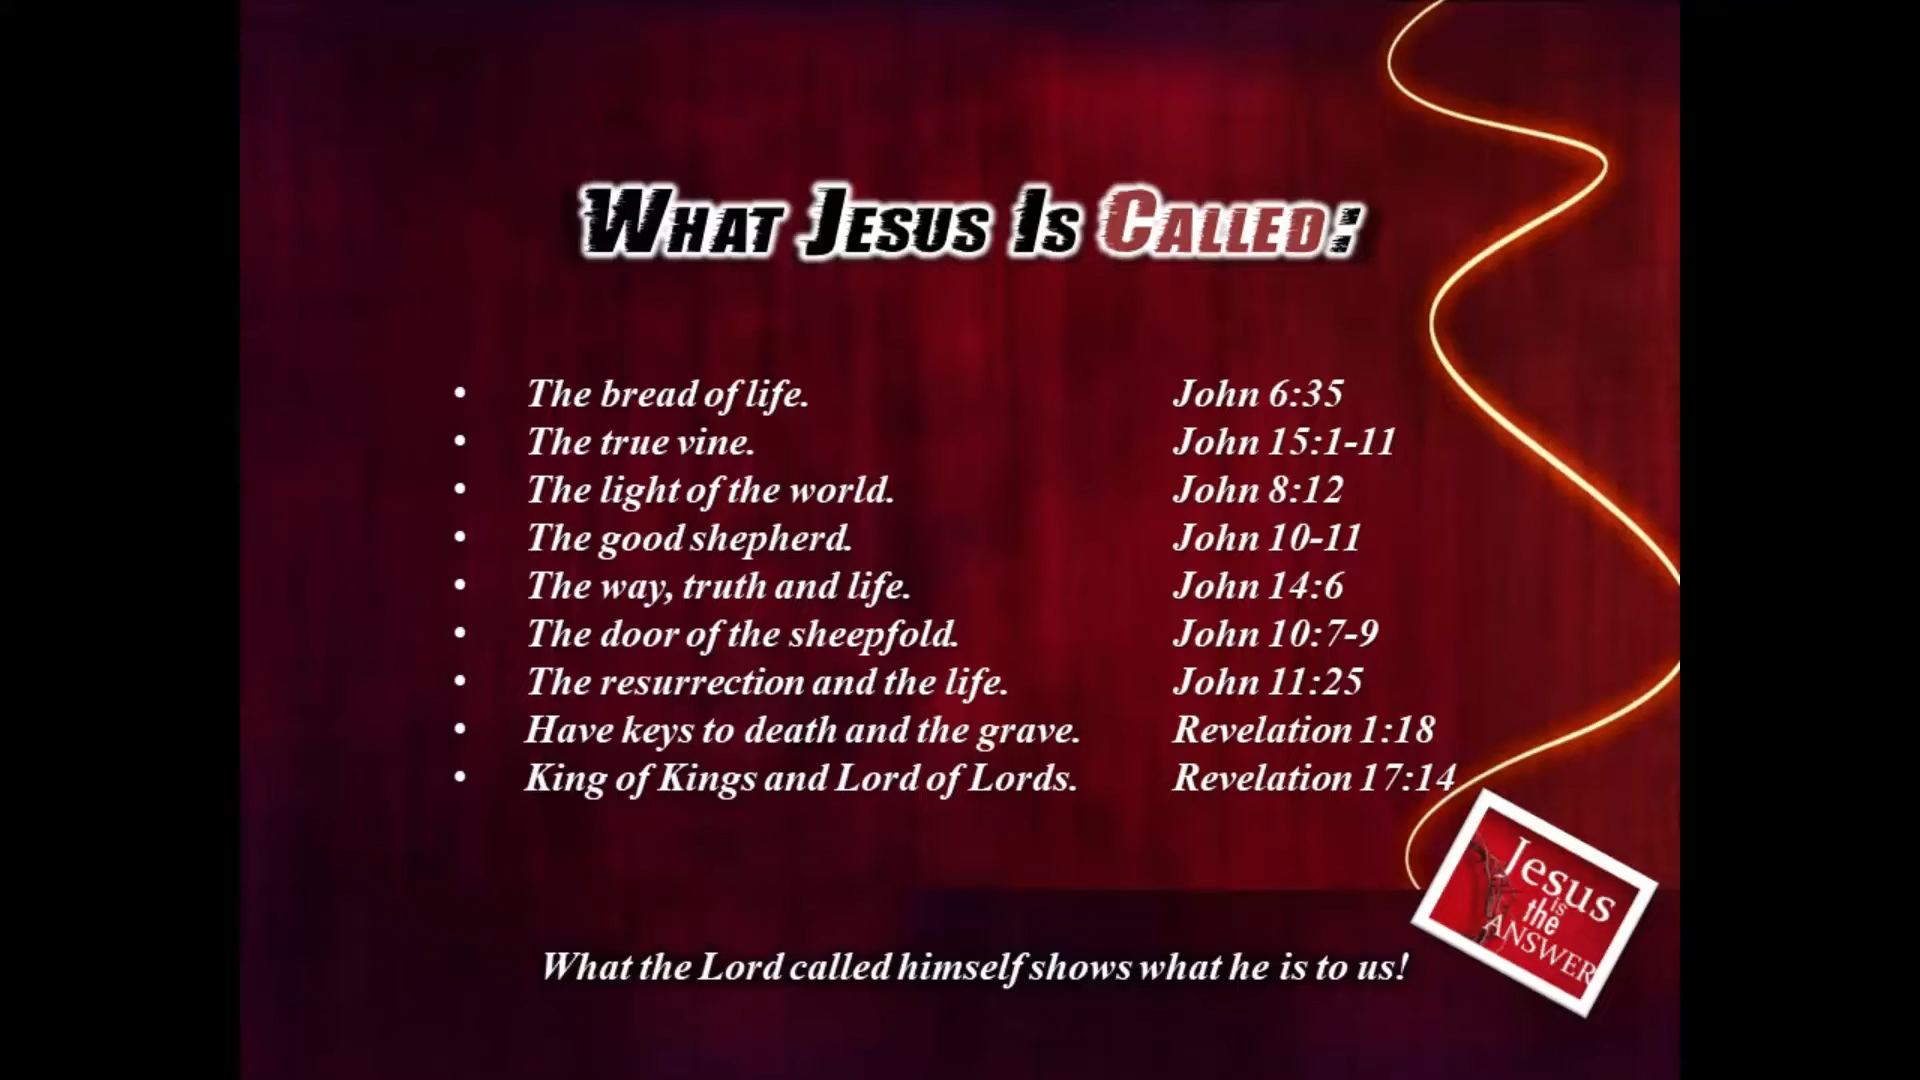 What Jesus Is Called:
• The bread of life. John 6:35
• The true vine. John 15:1-11
• The light of the world. John 8:12
• The good shepherd. John 10-11
• The way, truth and life. John 14:6
• The door of the sheepfold. John 10:7-9
• The resurrection and the life. John 11:25
• Have keys to death and the grave. Revelation 1:18
• King of Kings and Lord of Lords. Revelation 17:14
Jesus
is
the
ANSWER
What the Lord called himself shows what he is to us!